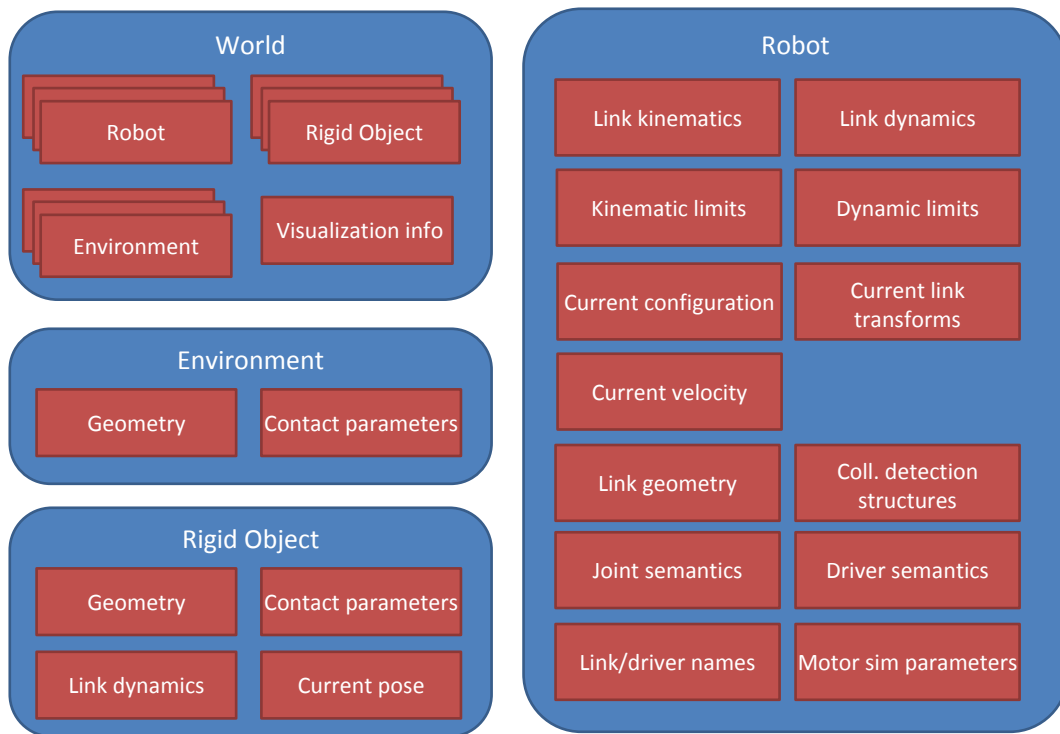 World
Robot
Rigid Object
Environment
Visualization info
Environment
Geometry
Contact parameters
Rigid Object
Geometry
Contact parameters
Link dynamics
Current pose
Robot
Link kinematics
Link dynamics
Kinematic limits
Dynamic limits
Current configuration
Current link
transforms
Current velocity
Link geometry
Coll. detection
structures
Joint semantics
Driver semantics
Link/driver names
Motor sim parameters